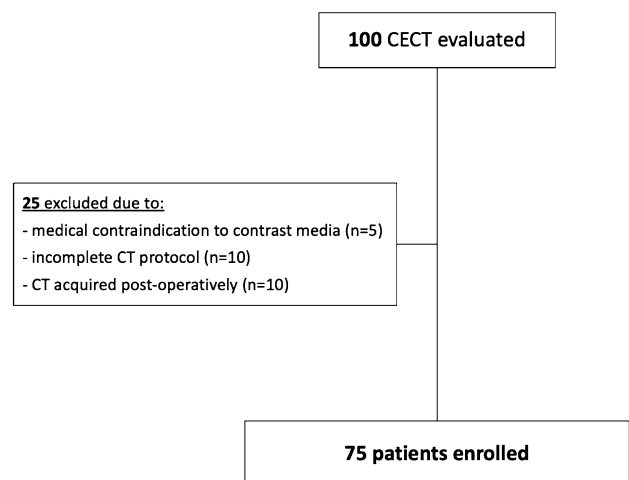 100 CECT evaluated
25 excluded due to:
- medical contraindication to contrast media (n=5)
- incomplete CT protocol (n=10)
- CT acquired post-operatively (n=10)
75 patients enrolled